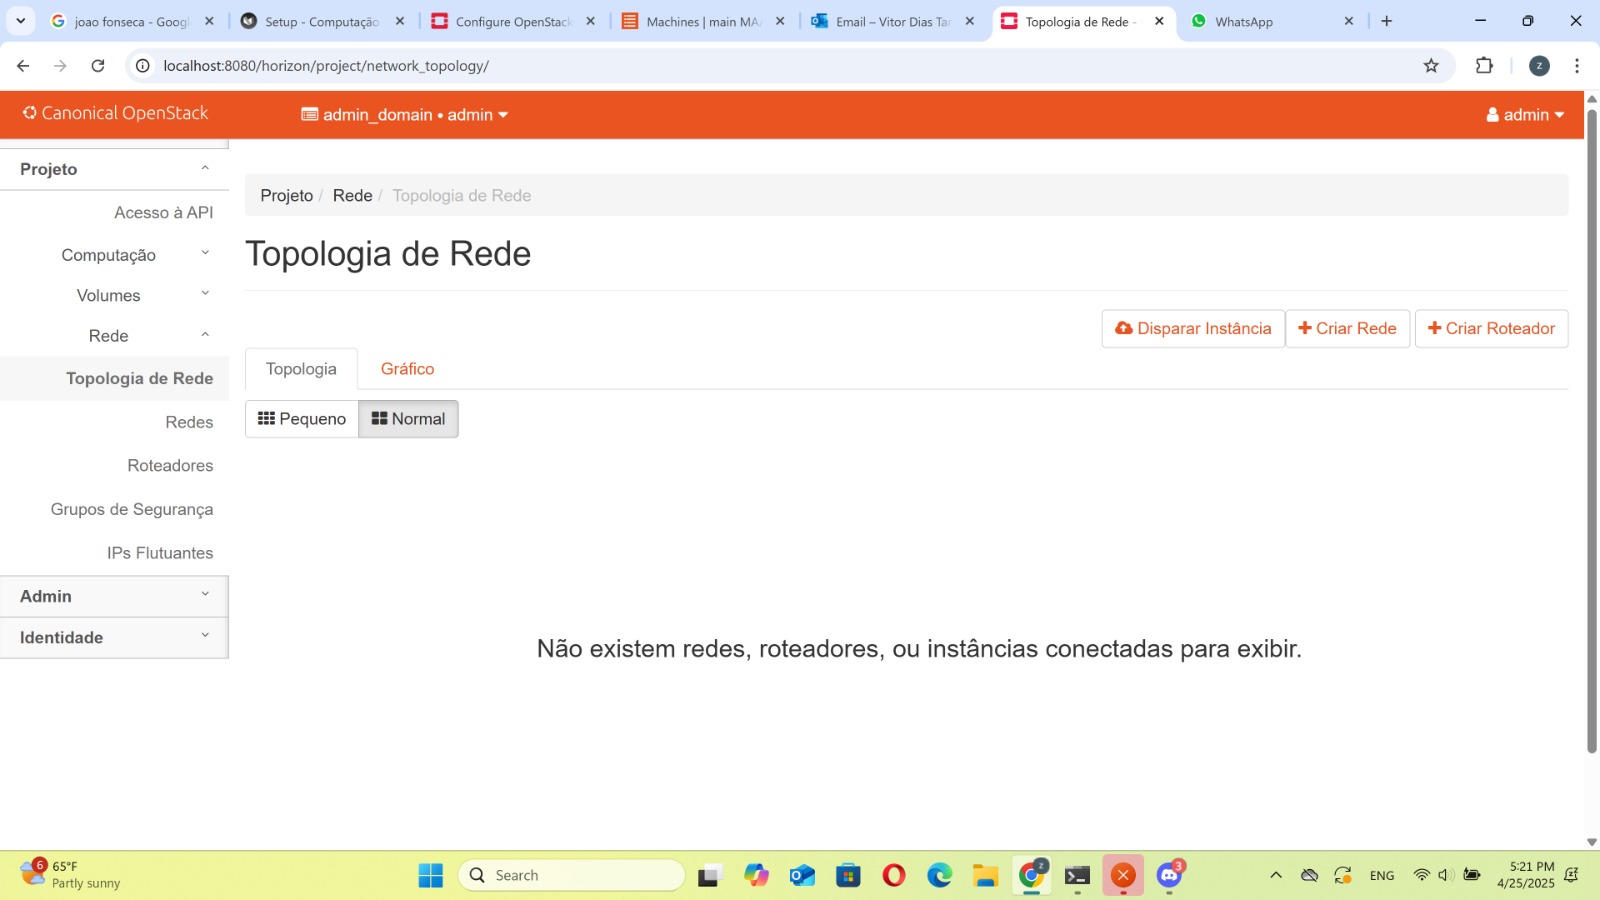 joao fonseca - Googl
Setup - Computação
Configure OpenStack
Machines | main MA
Email – Vitor Dias Ta
Topologia de Rede -
WhatsApp
localhost:8080/horizon/project/network_topology/
z
Canonical OpenStack
admin_domain • admin
admin
Projeto
Acesso à API
Computação
Volumes
Rede
Topologia de Rede
Redes
Roteadores
Grupos de Segurança
IPs Flutuantes
Admin
Identidade
Projeto / Rede / Topologia de Rede
Topologia de Rede
Disparar Instância
Criar Rede
Criar Roteador
Topologia
Gráfico
Pequeno
Normal
Não existem redes, roteadores, ou instâncias conectadas para exibir.
6
65°F
Partly sunny
Search
z
3
ENG
5:21 PM
4/25/2025